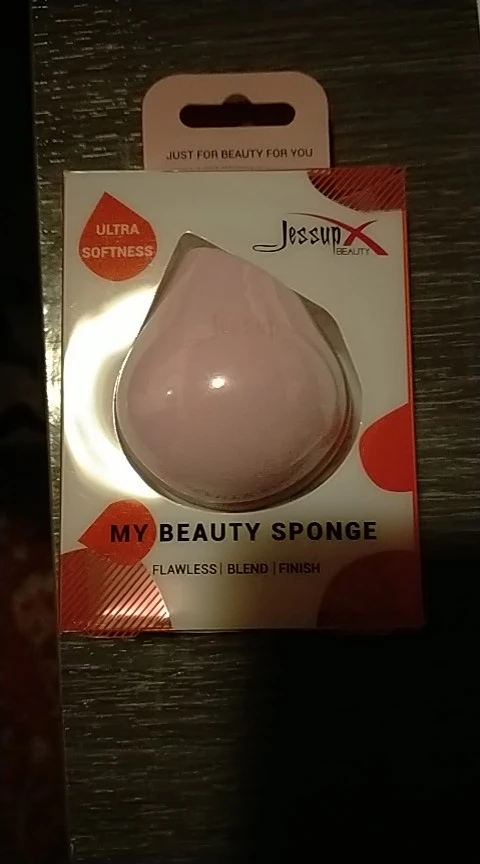 JUST FOR BEAUTY FOR YOU
ULTRA
SOFTNESS
Jessup X
BEAUTY
MY BEAUTY SPONGE
FLAWLESS | BLEND | FINISH